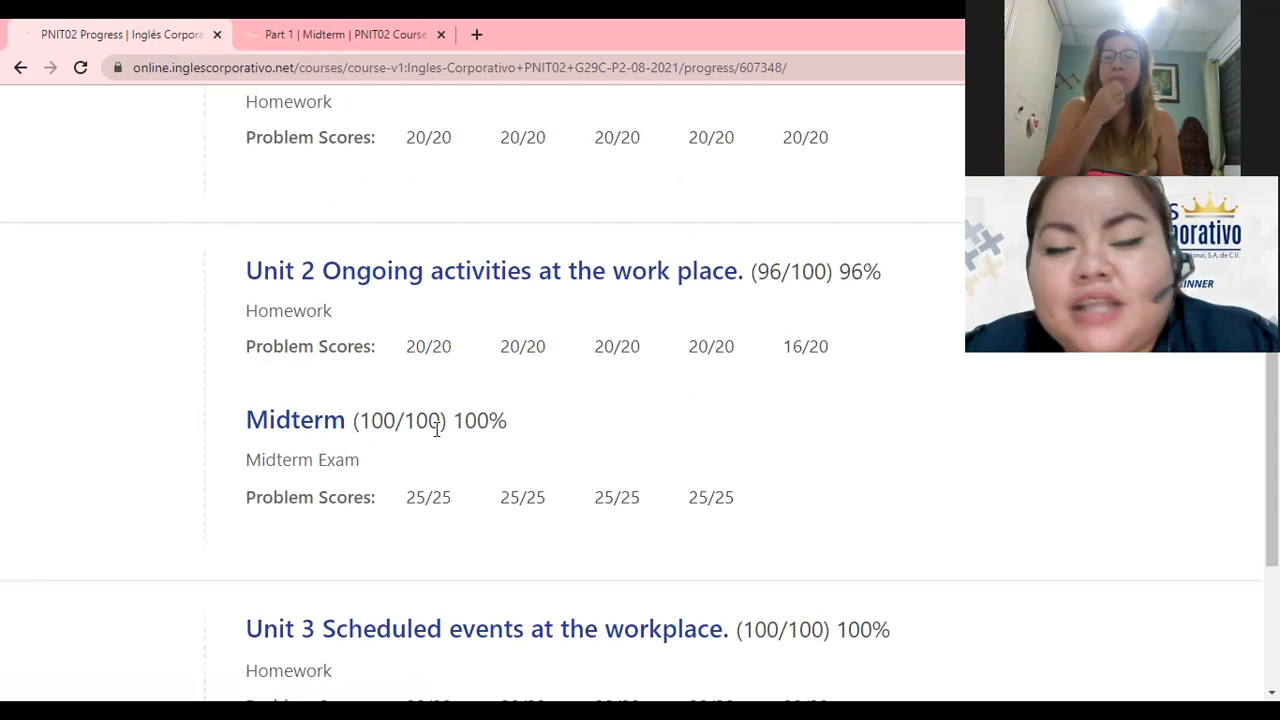 PNIT02 Progress | Inglés Corpora
Part 1 | Midterm | PNIT02 Course
online.inglescorporativo.net/courses/course-v1:Ingles-Corporativo+PNIT02+G29C-P2-08-2021/progress/607348/
Homework
Problem Scores: 20/20 20/20 20/20 20/20 20/20
Unit 2 Ongoing activities at the work place. (96/100) 96%
Homework
Problem Scores: 20/20 20/20 20/20 20/20 16/20
Midterm (100/100) 100%
Midterm Exam
Problem Scores: 25/25 25/25 25/25 25/25
Unit 3 Scheduled events at the workplace. (100/100) 100%
Homework
S
porativo
ional, S.A. de C.V.
INNER